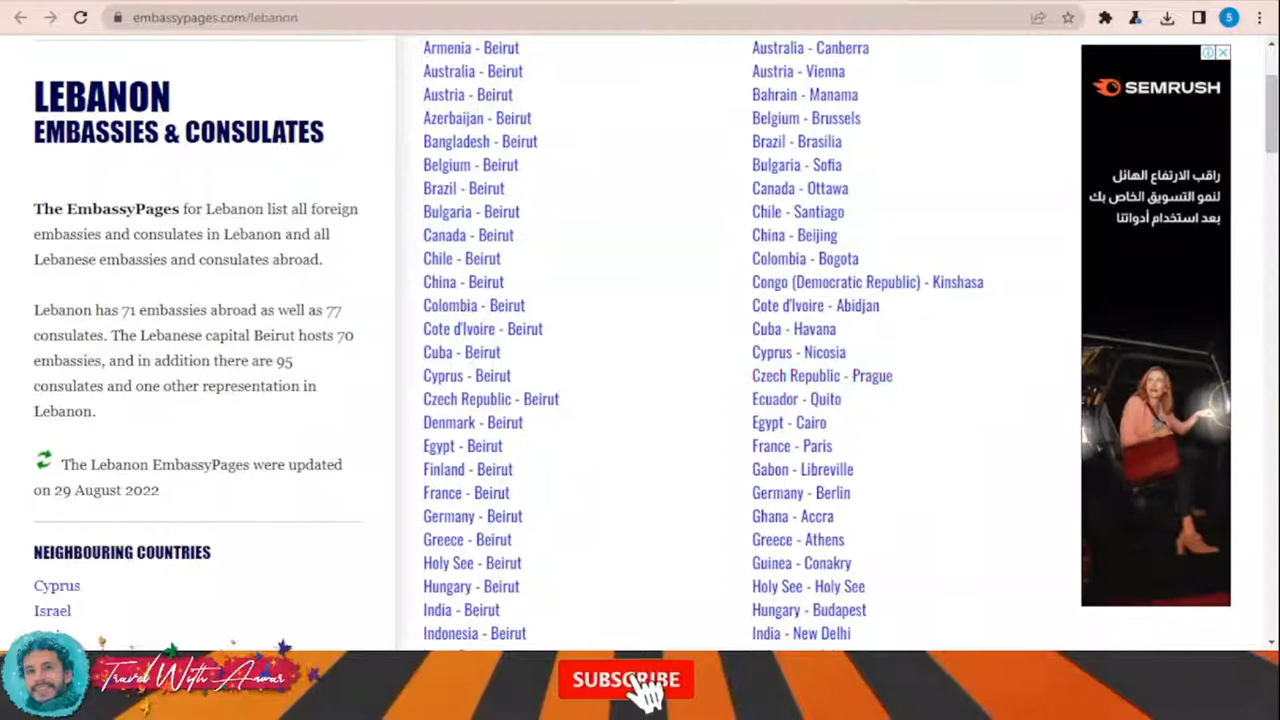 embassypages.com/lebanon
5
LEBANON
EMBASSIES & CONSULATES
The EmbassyPages for Lebanon list all foreign
embassies and consulates in Lebanon and all
Lebanese embassies and consulates abroad.
Lebanon has 71 embassies abroad as well as 77
consulates. The Lebanese capital Beirut hosts 70
embassies, and in addition there are 95
consulates and one other representation in
Lebanon.
The Lebanon EmbassyPages were updated
on 29 August 2022
NEIGHBOURING COUNTRIES
Cyprus
Israel
Armenia - Beirut
Australia - Beirut
Austria - Beirut
Azerbaijan - Beirut
Bangladesh - Beirut
Belgium - Beirut
Brazil - Beirut
Bulgaria - Beirut
Canada - Beirut
Chile - Beirut
China - Beirut
Colombia - Beirut
Cote d'Ivoire - Beirut
Cuba - Beirut
Cyprus - Beirut
Czech Republic - Beirut
Denmark - Beirut
Egypt - Beirut
Finland - Beirut
France - Beirut
Germany - Beirut
Greece - Beirut
Holy See - Beirut
Hungary - Beirut
India - Beirut
Indonesia - Beirut
Australia - Canberra
Austria - Vienna
Bahrain - Manama
Belgium - Brussels
Brazil - Brasilia
Bulgaria - Sofia
Canada - Ottawa
Chile - Santiago
China - Beijing
Colombia - Bogota
Congo (Democratic Republic) - Kinshasa
Cote d'Ivoire - Abidjan
Cuba - Havana
Cyprus - Nicosia
Czech Republic - Prague
Ecuador - Quito
Egypt - Cairo
France - Paris
Gabon - Libreville
Germany - Berlin
Ghana - Accra
Greece - Athens
Guinea - Conakry
Holy See - Holy See
Hungary - Budapest
India - New Delhi
SEMRUSH
راقب الارتفاع الهائل
لنمو التسويق الخاص بك
بعد استخدام أدواتنا
Travel With Anwar
SUBSCRIBE